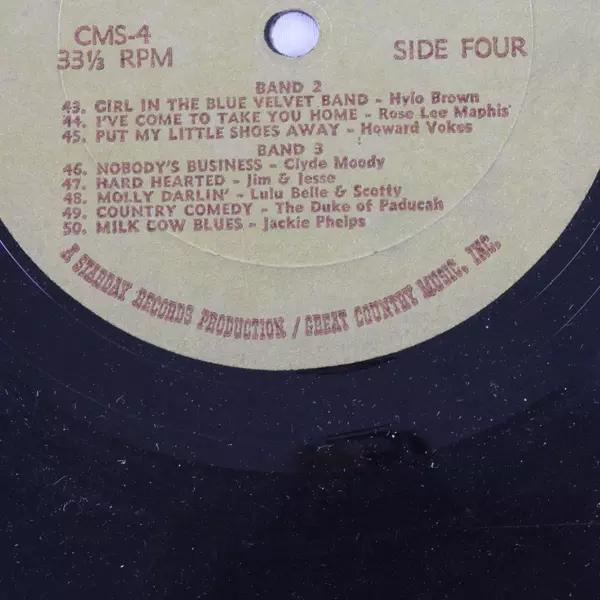 CMS-4
33⅓ RPM
SIDE FOUR
BAND 2
43. GIRL IN THE BLUE VELVET BAND - Hylo Brown
44. I'VE COME TO TAKE YOU HOME - Rose Lee Maphis
45. PUT MY LITTLE SHOES AWAY - Howard Vokes
BAND 3
46. NOBODY'S BUSINESS - Clyde Moody
47. HARD HEARTED - Jim & Jesse
48. MOLLY DARLIN' - Lulu Belle & Scotty
49. COUNTRY COMEDY - The Duke of Paducah
50. MILK COW BLUES - Jackie Phelps
A STARDAY RECORDS PRODUCTION / GREAT COUNTRY MUSIC, INC.